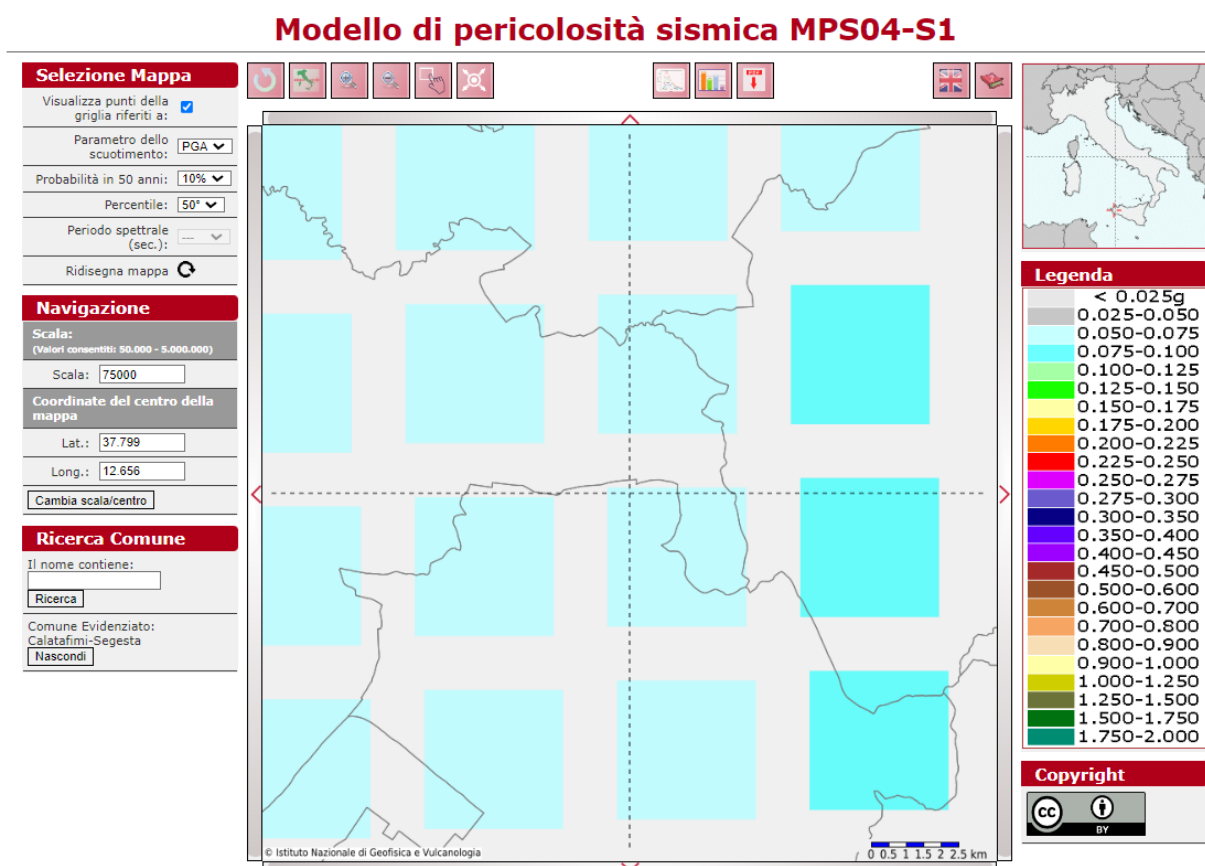 Modello di pericolosità sismica MPS04-S1
Selezione Mappa
Visualizza punti della
griglia riferiti a:
Parametro dello
scuotimento:
PGA
Probabilità in 50 anni:
10%
Percentile:
50°
Periodo spettrale
(sec.):
---
Ridisegna mappa
Navigazione
Scala:
(Valori consentiti: 50.000 - 5.000.000)
Scala:
75000
Coordinate del centro della
mappa
Lat.:
37.799
Long.:
12.656
Cambia scala/centro
Ricerca Comune
Il nome contiene:
Ricerca
Comune Evidenziato:
Calatafimi-Segesta
Nascondi
PDF
© Istituto Nazionale di Geofisica e Vulcanologia
0 0.5 1 1.5 2 2.5 km
Legenda
< 0.025g
0.025-0.050
0.050-0.075
0.075-0.100
0.100-0.125
0.125-0.150
0.150-0.175
0.175-0.200
0.200-0.225
0.225-0.250
0.250-0.275
0.275-0.300
0.300-0.350
0.350-0.400
0.400-0.450
0.450-0.500
0.500-0.600
0.600-0.700
0.700-0.800
0.800-0.900
0.900-1.000
1.000-1.250
1.250-1.500
1.500-1.750
1.750-2.000
Copyright
cc
BY